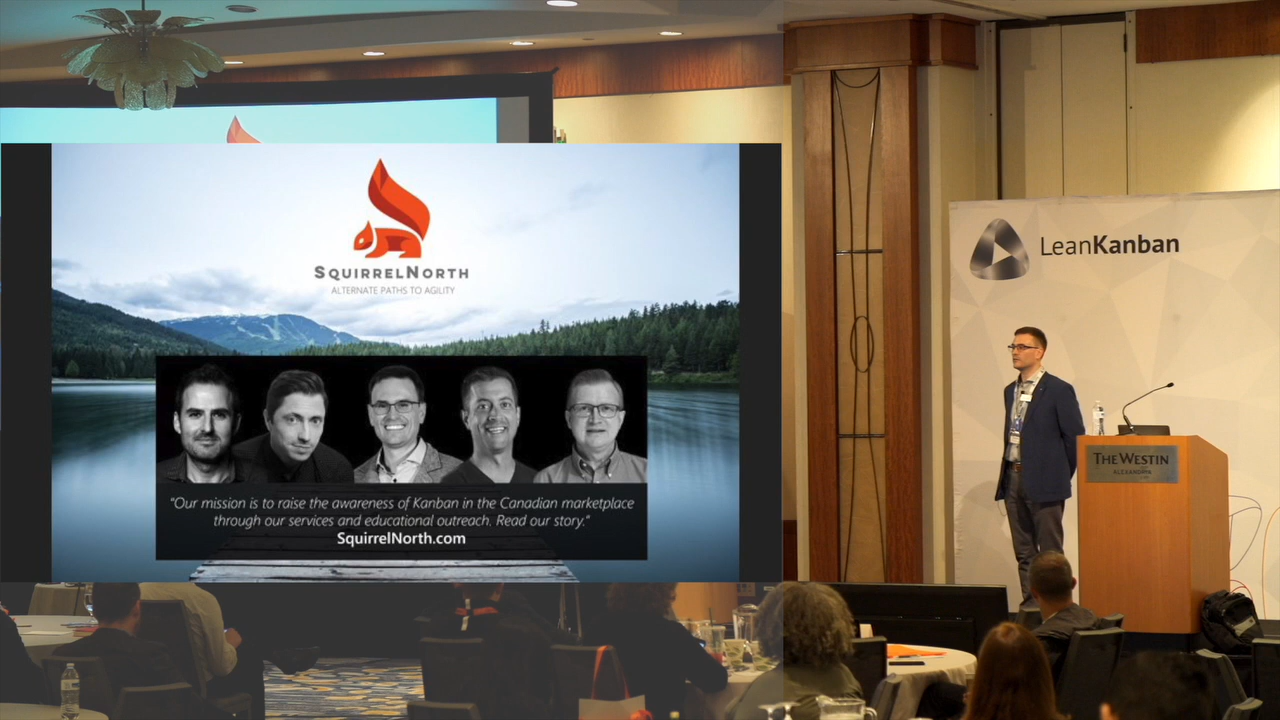 SQUIRRELNORTH
ALTERNATE PATHS TO AGILITY
"Our mission is to raise the awareness of Kanban in the Canadian marketplace
through our services and educational outreach. Read our story."
SquirrelNorth.com
LeanKanban
THE WESTIN
ALEXANDRIA